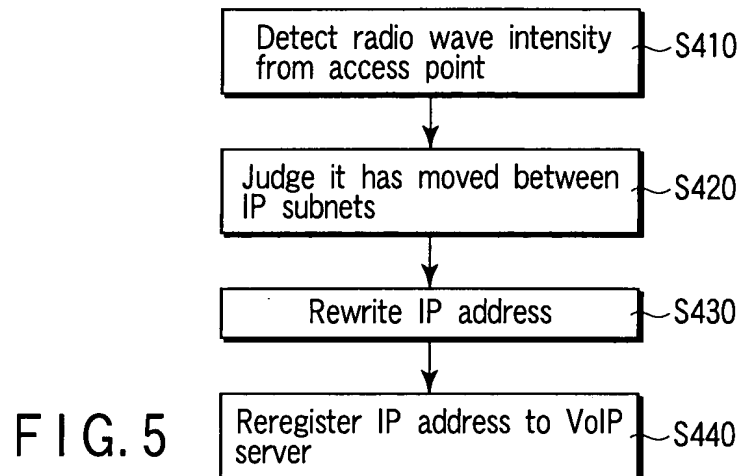 Detect radio wave intensity
from access point
S410
Judge it has moved between
IP subnets
S420
Rewrite IP address
S430
Reregister IP address to VoIP
server
S440
FIG. 5